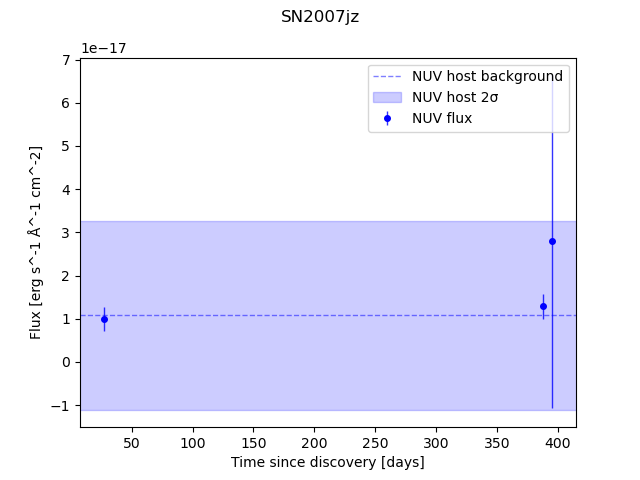 SN2007jz
1e−17
7
6
5
4
3
2
1
0
−1
Flux [erg s^-1 Å^-1 cm^-2]
NUV host background
NUV host 2σ
NUV flux
50 100 150 200 250 300 350 400
Time since discovery [days]